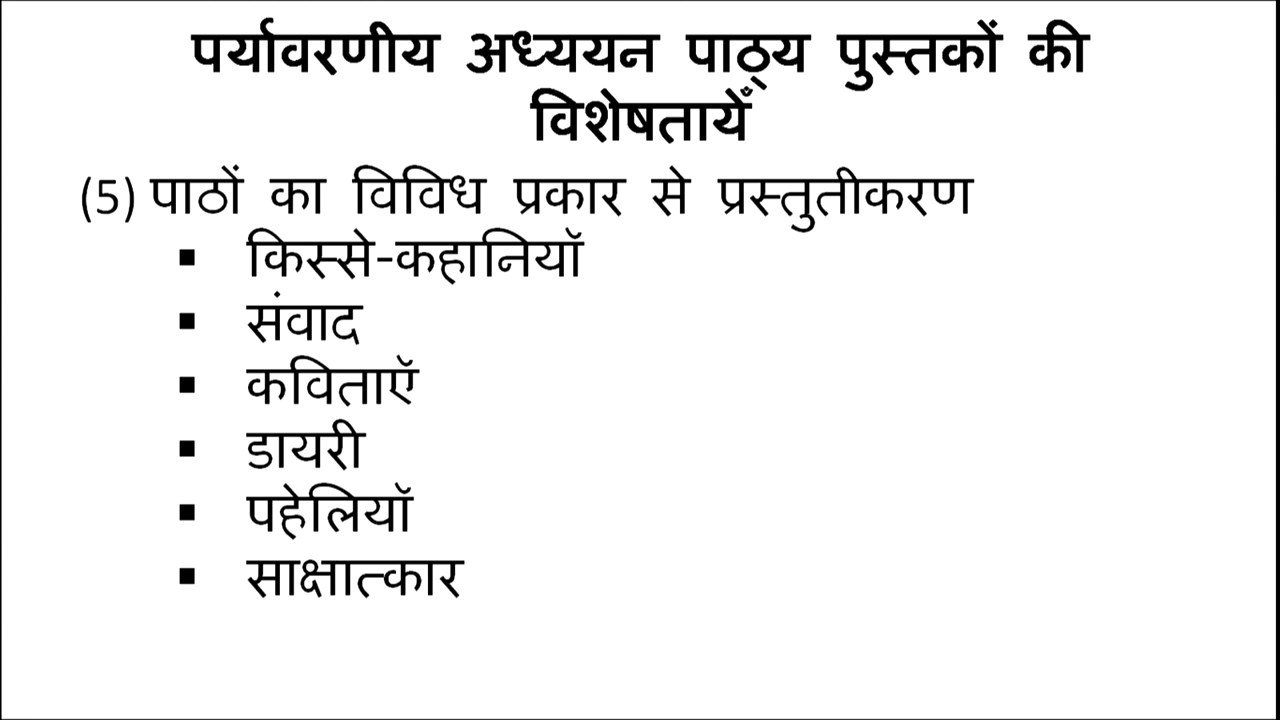 पर्यावरणीय अध्ययन पाठ्य पुस्तकों की
विशेषतायेँ
(5) पाठों का विविध प्रकार से प्रस्तुतीकरण
▪ किस्से-कहानियॉ
▪ संवाद
▪ कविताऍ
▪ डायरी
▪ पहेलियॉ
▪ साक्षात्कार